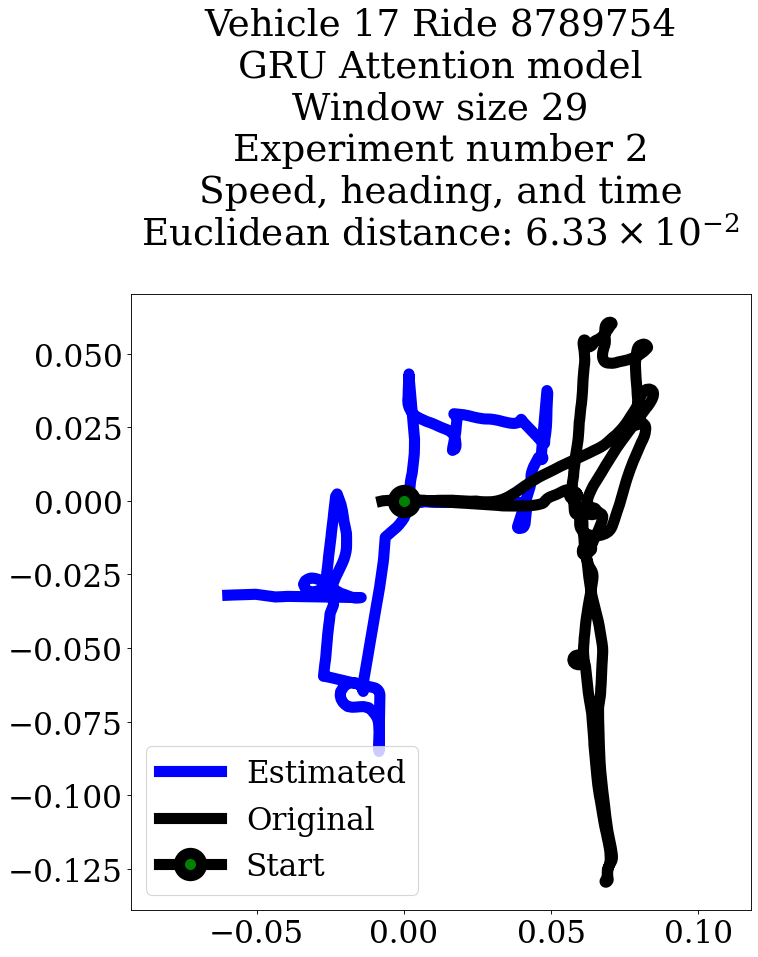 Vehicle 17 Ride 8789754
GRU Attention model
Window size 29
Experiment number 2
Speed, heading, and time
Euclidean distance: 6.33 × 10⁻²
0.050
0.025
0.000
−0.025
−0.050
−0.075
−0.100
−0.125
Estimated
Original
Start
−0.05 0.00 0.05 0.10